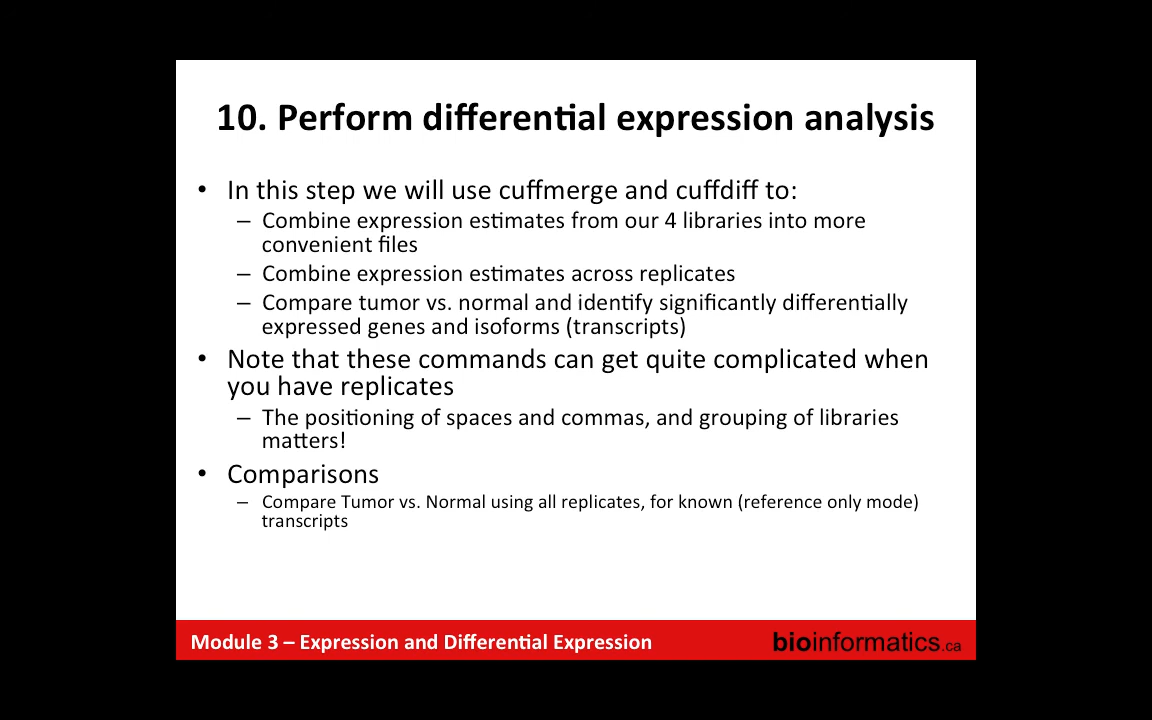 10. Perform differential expression analysis
• In this step we will use cuffmerge and cuffdiff to:
– Combine expression estimates from our 4 libraries into more
convenient files
– Combine expression estimates across replicates
– Compare tumor vs. normal and identify significantly differentially
expressed genes and isoforms (transcripts)
• Note that these commands can get quite complicated when
you have replicates
– The positioning of spaces and commas, and grouping of libraries
matters!
• Comparisons
– Compare Tumor vs. Normal using all replicates, for known (reference only mode)
transcripts
Module 3 – Expression and Differential Expression
bioinformatics.ca